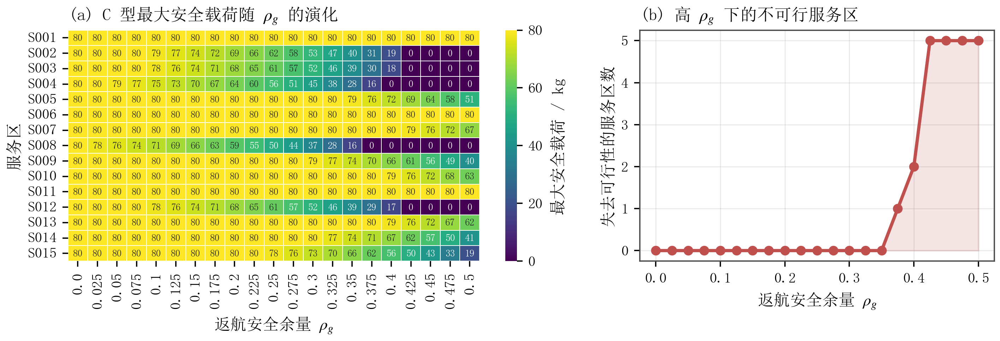 (a) C 型最大安全载荷随 ρg 的演化
服务区
S001 80 80 80 80 80 80 80 80 80 80 80 80 80 80 80 80 80 80 80 80 80
S002 80 80 80 80 79 77 74 72 69 66 62 58 53 47 40 31 19 0 0 0 0
S003 80 80 80 80 78 76 74 71 68 65 61 57 52 46 39 30 18 0 0 0 0
S004 80 80 79 77 75 73 70 67 64 60 56 51 45 38 28 16 0 0 0 0 0
S005 80 80 80 80 80 80 80 80 80 80 80 80 80 80 79 76 72 69 64 58 51
S006 80 80 80 80 80 80 80 80 80 80 80 80 80 80 80 80 80 80 80 80 80
S007 80 80 80 80 80 80 80 80 80 80 80 80 80 80 80 80 80 79 76 72 67
S008 80 78 76 74 71 69 66 63 59 55 50 44 37 28 16 0 0 0 0 0 0
S009 80 80 80 80 80 80 80 80 80 80 80 80 79 77 74 70 66 61 56 49 40
S010 80 80 80 80 80 80 80 80 80 80 80 80 80 80 80 80 79 76 72 68 63
S011 80 80 80 80 80 80 80 80 80 80 80 80 80 80 80 80 80 80 80 80 80
S012 80 80 80 80 78 76 74 71 68 65 61 57 52 46 39 29 17 0 0 0 0
S013 80 80 80 80 80 80 80 80 80 80 80 80 80 80 80 80 79 76 72 67 62
S014 80 80 80 80 80 80 80 80 80 80 80 80 80 77 74 71 67 62 57 50 41
S015 80 80 80 80 80 80 80 80 80 80 78 76 73 70 66 62 56 50 43 33 19
0.0 0.025 0.05 0.075 0.1 0.125 0.15 0.175 0.2 0.225 0.25 0.275 0.3 0.325 0.35 0.375 0.4 0.425 0.45 0.475 0.5
返航安全余量 ρg
80
60
40
20
0
最大安全载荷 / kg
(b) 高 ρg 下的不可行服务区
失去可行性的服务区数
5
4
3
2
1
0
0.0 0.1 0.2 0.3 0.4 0.5
返航安全余量 ρg